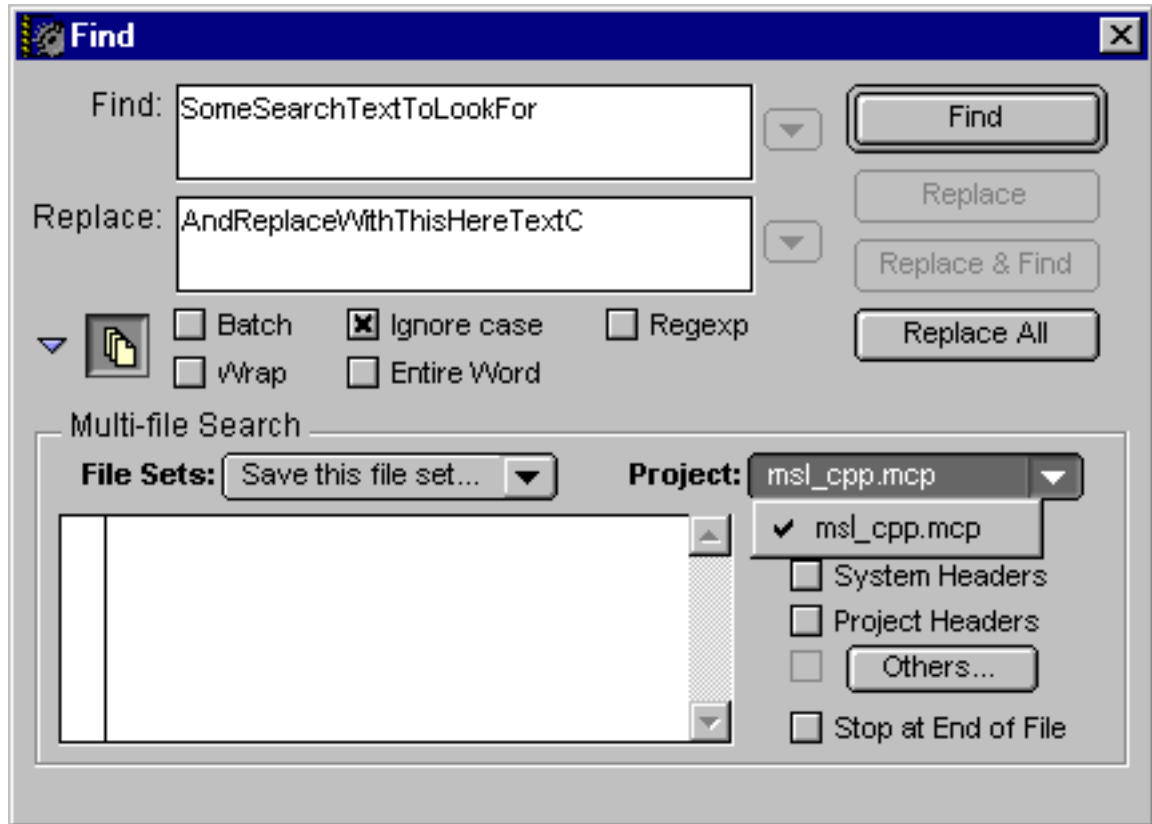 Find
Find: SomeSearchTextToLookFor
Find
Replace
Replace: AndReplaceWithThisHereTextC
Replace & Find
Batch Ignore case Regexp
Replace All
Wrap Entire Word
Multi-file Search
File Sets: Save this file set... Project: msl_cpp.mcp
msl_cpp.mcp
System Headers
Project Headers
Others...
Stop at End of File